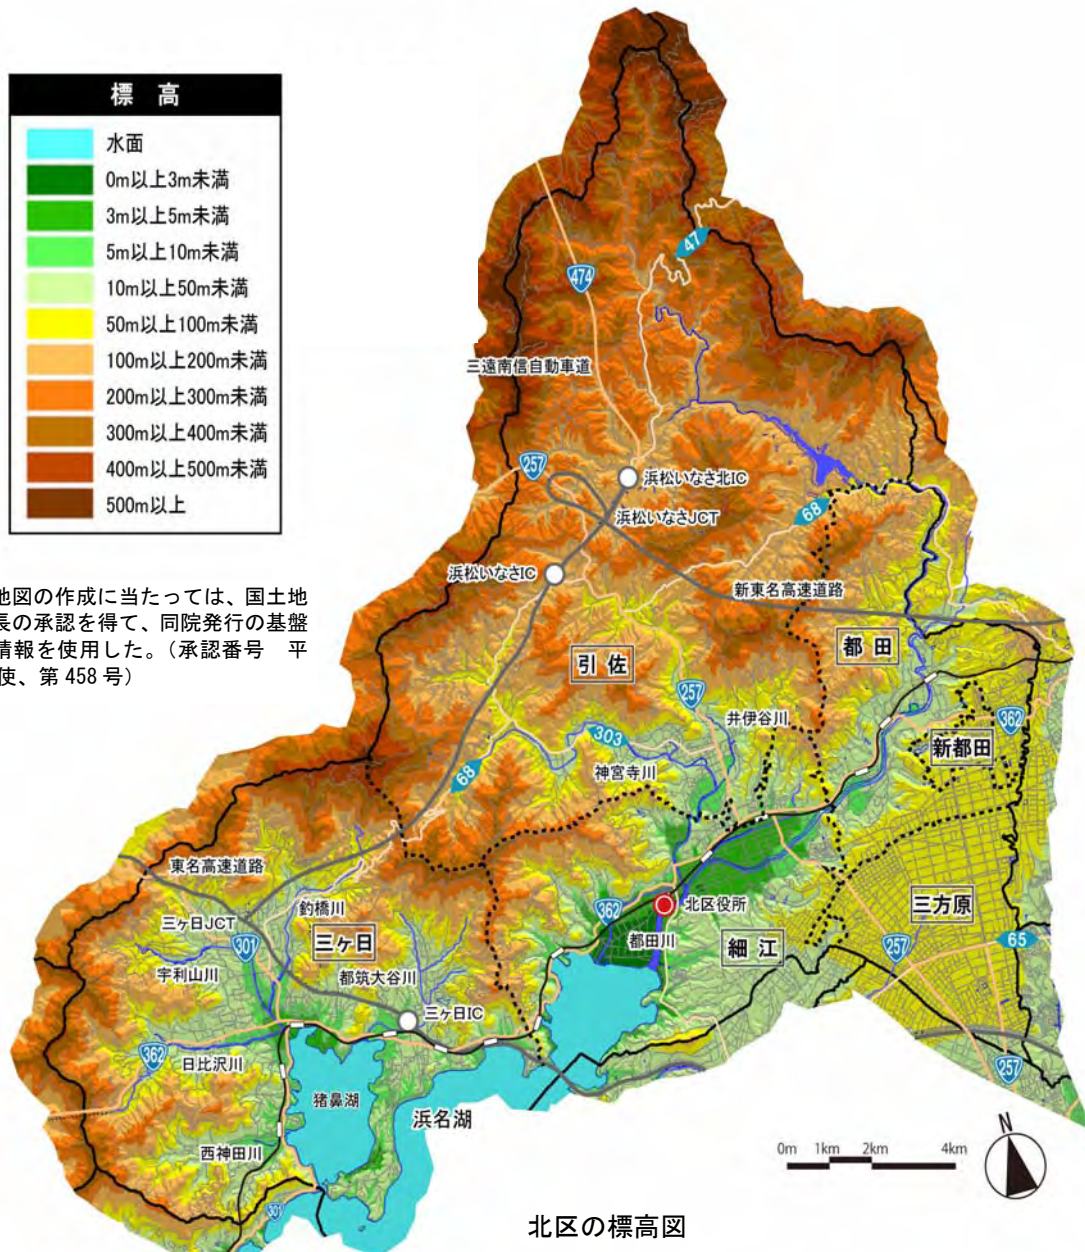 標 高
水面
0m以上3m未満
3m以上5m未満
5m以上10m未満
10m以上50m未満
50m以上100m未満
100m以上200m未満
200m以上300m未満
300m以上400m未満
400m以上500m未満
500m以上
地図の作成に当たっては、国土地
長の承認を得て、同院発行の基盤
情報を使用した。（承認番号 平
使、第 458 号）
47
474
三遠南信自動車道
257
浜松いなさ北IC
浜松いなさJCT
68
浜松いなさIC
新東名高速道路
都 田
引 佐
257
井伊谷川
362
新都田
303
神宮寺川
68
東名高速道路
釣橋川
三ヶ日JCT
301
三ヶ日
宇利山川
都筑大谷川
362
北区役所
都田川
細 江
三方原
257
65
三ヶ日IC
362
日比沢川
猪鼻湖
浜名湖
257
西神田川
301
0m 1km 2km 4km
N
北区の標高図